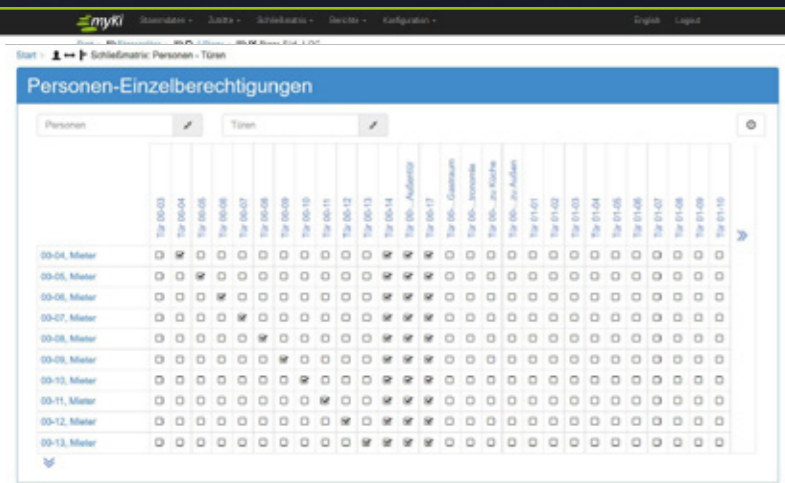 myki Stammdaten Zutritte Schließmatrix Berichte Konfiguration English Logout
Start > Schließmatrix: Personen - Türen
Personen-Einzelberechtigungen
Personen Türen
Tür 00-03
Tür 00-04
Tür 00-05
Tür 00-06
Tür 00-07
Tür 00-08
Tür 00-09
Tür 00-10
Tür 00-11
Tür 00-12
Tür 00-13
Tür 00-14
Tür 00-...Außentür
Tür 00-17
Tür 00-...Gastraum
Tür 00-...tronomie
Tür 00-...zu Küche
Tür 00-...zu Außen
Tür 01-01
Tür 01-02
Tür 01-03
Tür 01-04
Tür 01-05
Tür 01-06
Tür 01-07
Tür 01-08
Tür 01-09
Tür 01-10
00-04, Mieter
00-05, Mieter
00-06, Mieter
00-07, Mieter
00-08, Mieter
00-09, Mieter
00-10, Mieter
00-11, Mieter
00-12, Mieter
00-13, Mieter